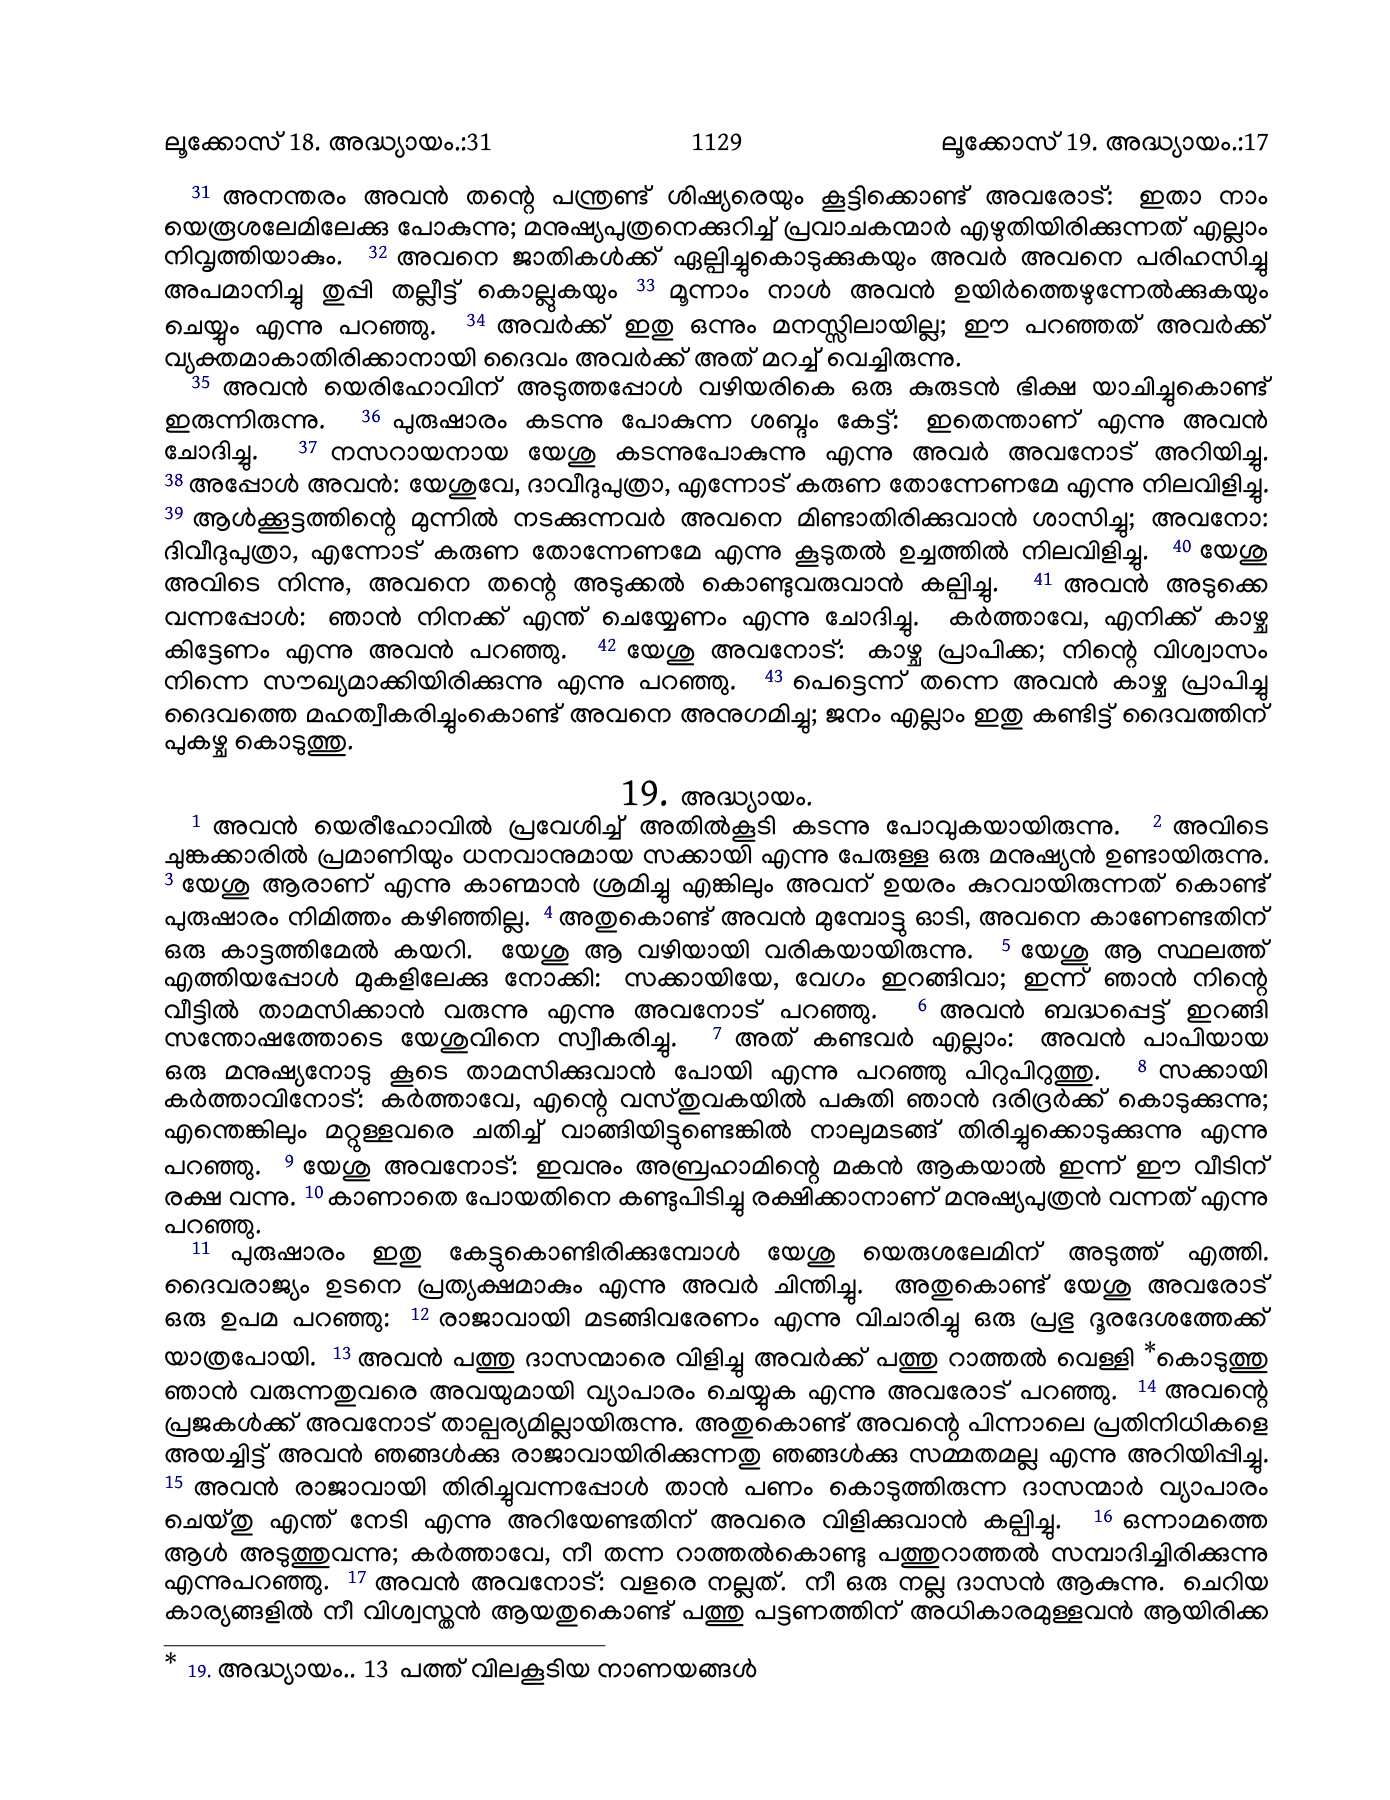 ലൂക്കോസ് 18. അദ്ധ്യായം.:31 1129 ലൂക്കോസ് 19. അദ്ധ്യായം.:17
31 അനന്തരം അവൻ തന്റെ പന്ത്രണ്ട് ശിഷ്യരെയും കൂട്ടിക്കൊണ്ട് അവരോട്: ഇതാ നാം
യെരൂശലേമിലേക്കു പോകുന്നു; മനുഷ്യപുത്രനെക്കുറിച്ച് പ്രവാചകന്മാർ എഴുതിയിരിക്കുന്നത് എല്ലാം
നിവൃത്തിയാകും. 32 അവനെ ജാതികൾക്ക് ഏല്പിച്ചുകൊടുക്കുകയും അവർ അവനെ പരിഹസിച്ചു
അപമാനിച്ചു തുപ്പി തല്ലീട്ട് കൊല്ലുകയും 33 മൂന്നാം നാൾ അവൻ ഉയിർത്തെഴുന്നേൽക്കുകയും
ചെയ്യും എന്നു പറഞ്ഞു. 34 അവർക്ക് ഇതു ഒന്നും മനസ്സിലായില്ല; ഈ പറഞ്ഞത് അവർക്ക്
വ്യക്തമാകാതിരിക്കാനായി ദൈവം അവർക്ക് അത് മറച്ച് വെച്ചിരുന്നു.
35 അവൻ യെരിഹോവിന് അടുത്തപ്പോൾ വഴിയരികെ ഒരു കുരുടൻ ഭിക്ഷ യാചിച്ചുകൊണ്ട്
ഇരുന്നിരുന്നു. 36 പുരുഷാരം കടന്നു പോകുന്ന ശബ്ദം കേട്ട്: ഇതെന്താണ് എന്നു അവൻ
ചോദിച്ചു. 37 നസറായനായ യേശു കടന്നുപോകുന്നു എന്നു അവർ അവനോട് അറിയിച്ചു.
38 അപ്പോൾ അവൻ: യേശുവേ, ദാവീദുപുത്രാ, എന്നോട് കരുണ തോന്നേണമേ എന്നു നിലവിളിച്ചു.
39 ആൾക്കൂട്ടത്തിന്റെ മുന്നിൽ നടക്കുന്നവർ അവനെ മിണ്ടാതിരിക്കുവാൻ ശാസിച്ചു; അവനോ:
ദിവീദുപുത്രാ, എന്നോട് കരുണ തോന്നേണമേ എന്നു കൂടുതൽ ഉച്ചത്തിൽ നിലവിളിച്ചു. 40 യേശു
അവിടെ നിന്നു, അവനെ തന്റെ അടുക്കൽ കൊണ്ടുവരുവാൻ കല്പിച്ചു. 41 അവൻ അടുക്കെ
വന്നപ്പോൾ: ഞാൻ നിനക്ക് എന്ത് ചെയ്യേണം എന്നു ചോദിച്ചു. കർത്താവേ, എനിക്ക് കാഴ്ച
കിട്ടേണം എന്നു അവൻ പറഞ്ഞു. 42 യേശു അവനോട്: കാഴ്ച പ്രാപിക്ക; നിന്റെ വിശ്വാസം
നിന്നെ സൗഖ്യമാക്കിയിരിക്കുന്നു എന്നു പറഞ്ഞു. 43 പെട്ടെന്ന് തന്നെ അവൻ കാഴ്ച പ്രാപിച്ചു
ദൈവത്തെ മഹത്വീകരിച്ചുംകൊണ്ട് അവനെ അനുഗമിച്ചു; ജനം എല്ലാം ഇതു കണ്ടിട്ട് ദൈവത്തിന്
പുകഴ്ച കൊടുത്തു.
19. അദ്ധ്യായം.
1 അവൻ യെരീഹോവിൽ പ്രവേശിച്ച് അതിൽകൂടി കടന്നു പോവുകയായിരുന്നു. 2 അവിടെ
ചുങ്കക്കാരിൽ പ്രമാണിയും ധനവാനുമായ സക്കായി എന്നു പേരുള്ള ഒരു മനുഷ്യൻ ഉണ്ടായിരുന്നു.
3 യേശു ആരാണ് എന്നു കാണ്മാൻ ശ്രമിച്ചു എങ്കിലും അവന് ഉയരം കുറവായിരുന്നത് കൊണ്ട്
പുരുഷാരം നിമിത്തം കഴിഞ്ഞില്ല. 4 അതുകൊണ്ട് അവൻ മുമ്പോട്ടു ഓടി, അവനെ കാണേണ്ടതിന്
ഒരു കാട്ടത്തിമേൽ കയറി. യേശു ആ വഴിയായി വരികയായിരുന്നു. 5 യേശു ആ സ്ഥലത്ത്
എത്തിയപ്പോൾ മുകളിലേക്കു നോക്കി: സക്കായിയേ, വേഗം ഇറങ്ങിവാ; ഇന്ന് ഞാൻ നിന്റെ
വീട്ടിൽ താമസിക്കാൻ വരുന്നു എന്നു അവനോട് പറഞ്ഞു. 6 അവൻ ബദ്ധപ്പെട്ട് ഇറങ്ങി
സന്തോഷത്തോടെ യേശുവിനെ സ്വീകരിച്ചു. 7 അത് കണ്ടവർ എല്ലാം: അവൻ പാപിയായ
ഒരു മനുഷ്യനോടു കൂടെ താമസിക്കുവാൻ പോയി എന്നു പറഞ്ഞു പിറുപിറുത്തു. 8 സക്കായി
കർത്താവിനോട്: കർത്താവേ, എന്റെ വസ്തുവകയിൽ പകുതി ഞാൻ ദരിദ്രർക്ക് കൊടുക്കുന്നു;
എന്തെങ്കിലും മറ്റുള്ളവരെ ചതിച്ച് വാങ്ങിയിട്ടുണ്ടെങ്കിൽ നാലുമടങ്ങ് തിരിച്ചുക്കൊടുക്കുന്നു എന്നു
പറഞ്ഞു. 9 യേശു അവനോട്: ഇവനും അബ്രഹാമിന്റെ മകൻ ആകയാൽ ഇന്ന് ഈ വീടിന്
രക്ഷ വന്നു. 10 കാണാതെ പോയതിനെ കണ്ടുപിടിച്ചു രക്ഷിക്കാനാണ് മനുഷ്യപുത്രൻ വന്നത് എന്നു
പറഞ്ഞു.
11 പുരുഷാരം ഇതു കേട്ടുകൊണ്ടിരിക്കുമ്പോൾ യേശു യെരുശലേമിന് അടുത്ത് എത്തി.
ദൈവരാജ്യം ഉടനെ പ്രത്യക്ഷമാകും എന്നു അവർ ചിന്തിച്ചു. അതുകൊണ്ട് യേശു അവരോട്
ഒരു ഉപമ പറഞ്ഞു: 12 രാജാവായി മടങ്ങിവരേണം എന്നു വിചാരിച്ചു ഒരു പ്രഭു ദൂരദേശത്തേക്ക്
യാത്രപോയി. 13 അവൻ പത്തു ദാസന്മാരെ വിളിച്ചു അവർക്ക് പത്തു റാത്തൽ വെള്ളി *കൊടുത്തു
ഞാൻ വരുന്നതുവരെ അവയുമായി വ്യാപാരം ചെയ്യുക എന്നു അവരോട് പറഞ്ഞു. 14 അവന്റെ
പ്രജകൾക്ക് അവനോട് താല്പര്യമില്ലായിരുന്നു. അതുകൊണ്ട് അവന്റെ പിന്നാലെ പ്രതിനിധികളെ
അയച്ചിട്ട് അവൻ ഞങ്ങൾക്കു രാജാവായിരിക്കുന്നതു ഞങ്ങൾക്കു സമ്മതമല്ല എന്നു അറിയിപ്പിച്ചു.
15 അവൻ രാജാവായി തിരിച്ചുവന്നപ്പോൾ താൻ പണം കൊടുത്തിരുന്ന ദാസന്മാർ വ്യാപാരം
ചെയ്തു എന്ത് നേടി എന്നു അറിയേണ്ടതിന് അവരെ വിളിക്കുവാൻ കല്പിച്ചു. 16 ഒന്നാമത്തെ
ആൾ അടുത്തുവന്നു; കർത്താവേ, നീ തന്ന റാത്തൽകൊണ്ടു പത്തുറാത്തൽ സമ്പാദിച്ചിരിക്കുന്നു
എന്നുപറഞ്ഞു. 17 അവൻ അവനോട്: വളരെ നല്ലത്. നീ ഒരു നല്ല ദാസൻ ആകുന്നു. ചെറിയ
കാര്യങ്ങളിൽ നീ വിശ്വസ്തൻ ആയതുകൊണ്ട് പത്തു പട്ടണത്തിന് അധികാരമുള്ളവൻ ആയിരിക്ക
* 19. അദ്ധ്യായം.. 13 പത്ത് വിലകൂടിയ നാണയങ്ങൾ